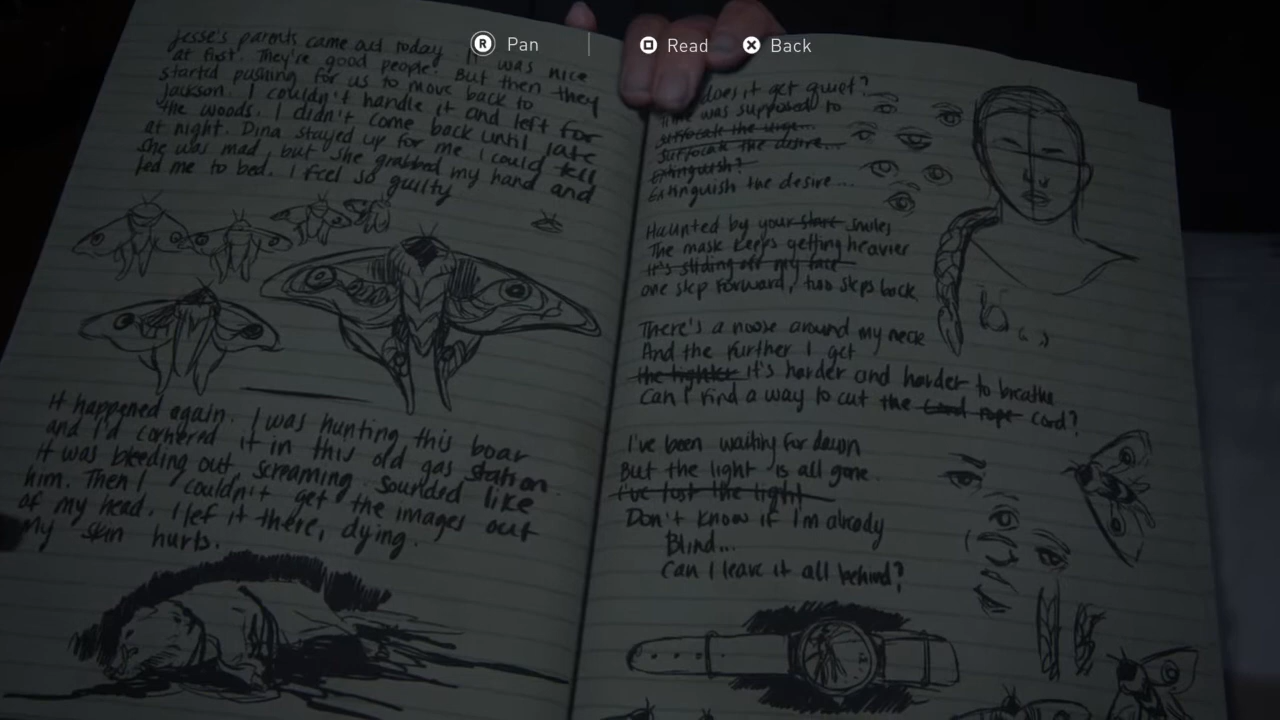 R Pan
Read
Back
Jesse's parents came out today. It was nice
at first. They're good people. But then they
started pushing for us to move back to
Jackson. I couldn't handle it and left for
the woods. I didn't come back until late
at night. Dina stayed up for me. I could tell
she was mad, but she grabbed my hand and
led me to bed. I feel so guilty
It happened again. I was hunting this boar
and I'd cornered it in this old gas station.
It was bleeding out. Screaming. Sounded like
him. Then I couldn't get the images out
of my head. I lef it there, dying.
My skin hurts.
does it get quiet?
Time was supposed to
suffocate the urge...
Suffocate the desire...
Extinguish?
Extinguish the desire...
Haunted by your stare smiles
The mask keeps getting heavier
It's sliding off my face
one step forward, two steps back
There's a noose around my neck
And the further I get
the tighter it's harder and harder to breathe
Can I find a way to cut the cord rope cord?
I've been waiting for dawn
But the light is all gone
I've lost the light
Don't know if I'm already
Blind...
Can I leave it all behind?